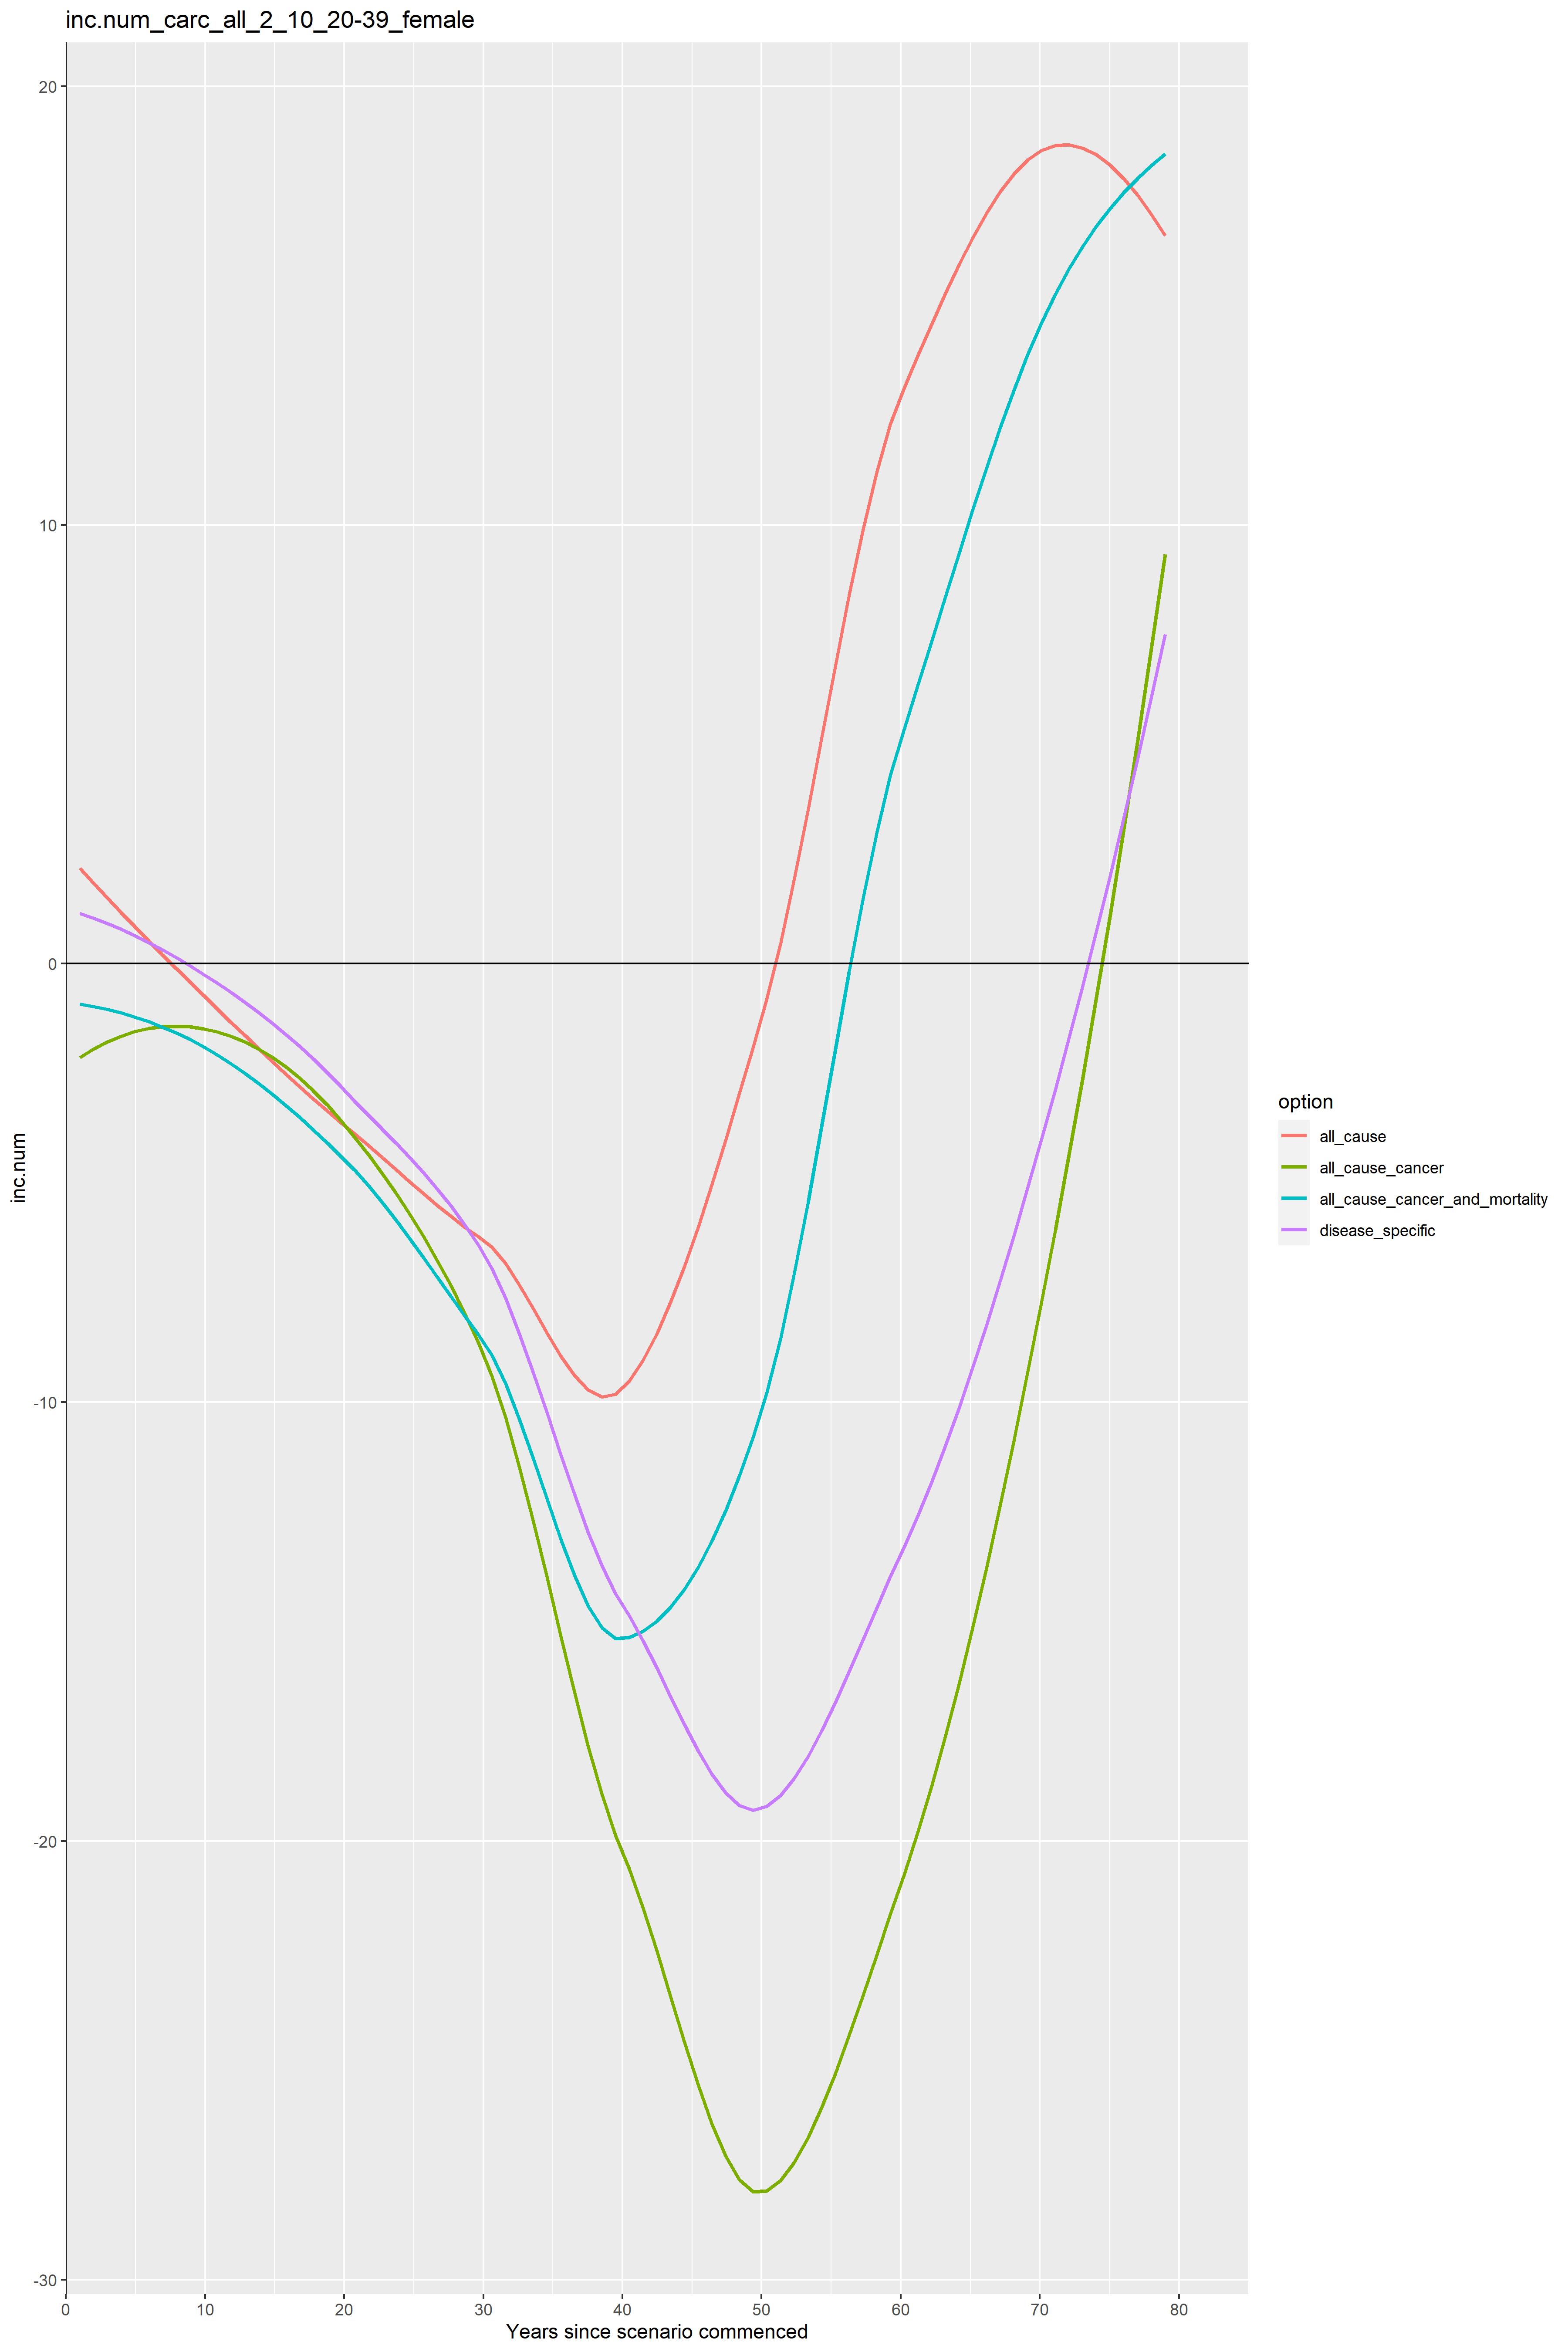 inc.num_carc_all_2_10_20-39_female
20
10
0
-10
-20
-30
inc.num
0 10 20 30 40 50 60 70 80
Years since scenario commenced
option
all_cause
all_cause_cancer
all_cause_cancer_and_mortality
disease_specific